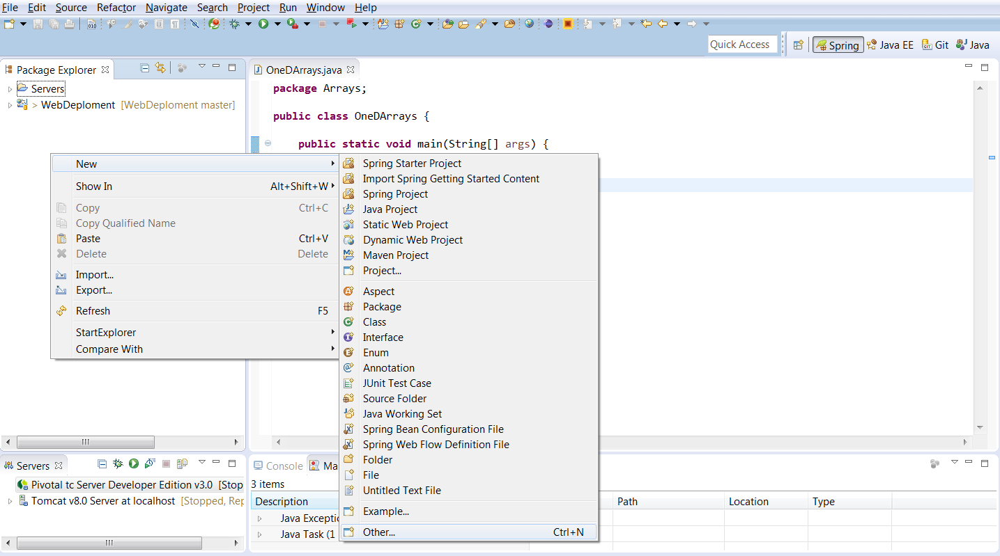 File Edit Source Refactor Navigate Search Project Run Window Help
Quick Access
Spring Java EE Git Java
Package Explorer
OneDArrays.java
Servers
> WebDeploment [WebDeploment master]
package Arrays;
public class OneDArrays {
public static void main(String[] args) {
New
Show In Alt+Shift+W
Copy Ctrl+C
Copy Qualified Name
Paste Ctrl+V
Delete Delete
Import...
Export...
Refresh F5
StartExplorer
Compare With
Spring Starter Project
Import Spring Getting Started Content
Spring Project
Java Project
Static Web Project
Dynamic Web Project
Maven Project
Project...
Aspect
Package
Class
Interface
Enum
Annotation
JUnit Test Case
Source Folder
Java Working Set
Spring Bean Configuration File
Spring Web Flow Definition File
Folder
File
Untitled Text File
Example...
Other... Ctrl+N
Servers
Pivotal tc Server Developer Edition v3.0 [Stop
Tomcat v8.0 Server at localhost [Stopped, Rep
Console Ma
3 items
Description Path Location Type
Java Exceptio
Java Task (1